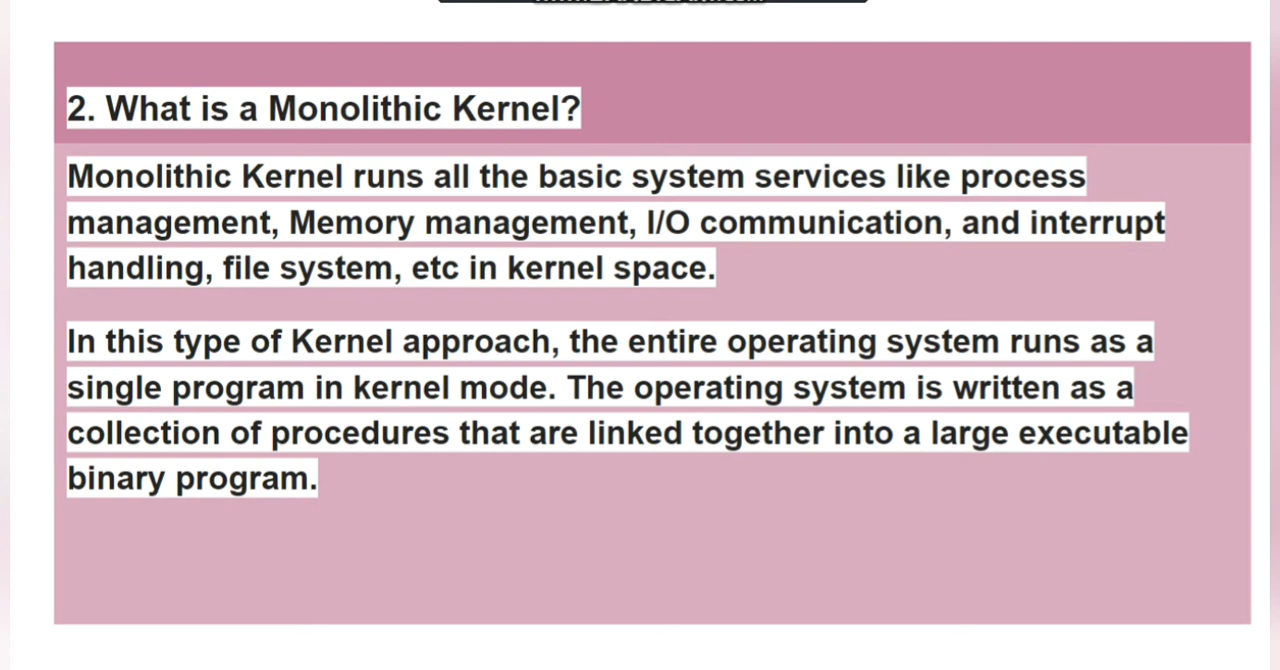 2. What is a Monolithic Kernel?
Monolithic Kernel runs all the basic system services like process
management, Memory management, I/O communication, and interrupt
handling, file system, etc in kernel space.
In this type of Kernel approach, the entire operating system runs as a
single program in kernel mode. The operating system is written as a
collection of procedures that are linked together into a large executable
binary program.